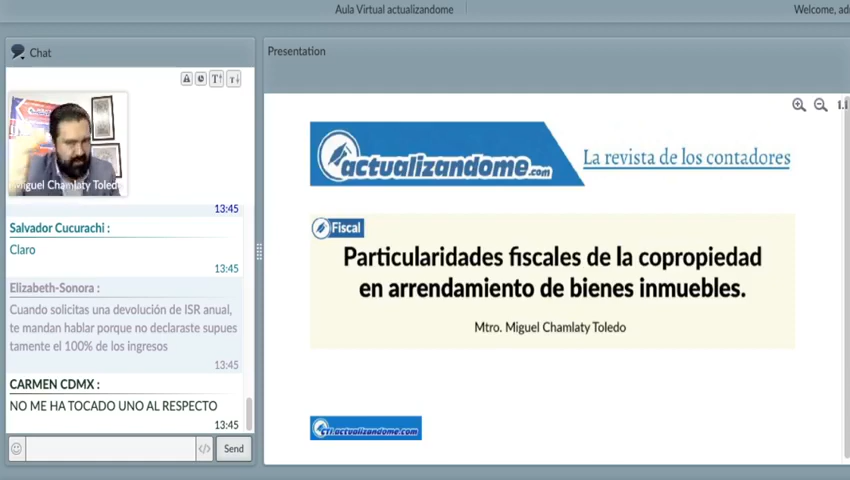 Aula Virtual actualizandome
Welcome, ad
Chat
Miguel Chamlaty Toledo
13:45
Salvador Cucurachi :
Claro
13:45
Elizabeth-Sonora :
Cuando solicitas una devolución de ISR anual,
te mandan hablar porque no declaraste supues
tamente el 100% de los ingresos
13:45
CARMEN CDMX :
NO ME HA TOCADO UNO AL RESPECTO
13:45
Send
Presentation
actualizandome.com
La revista de los contadores
Fiscal
Particularidades fiscales de la copropiedad
en arrendamiento de bienes inmuebles.
Mtro. Miguel Chamlaty Toledo